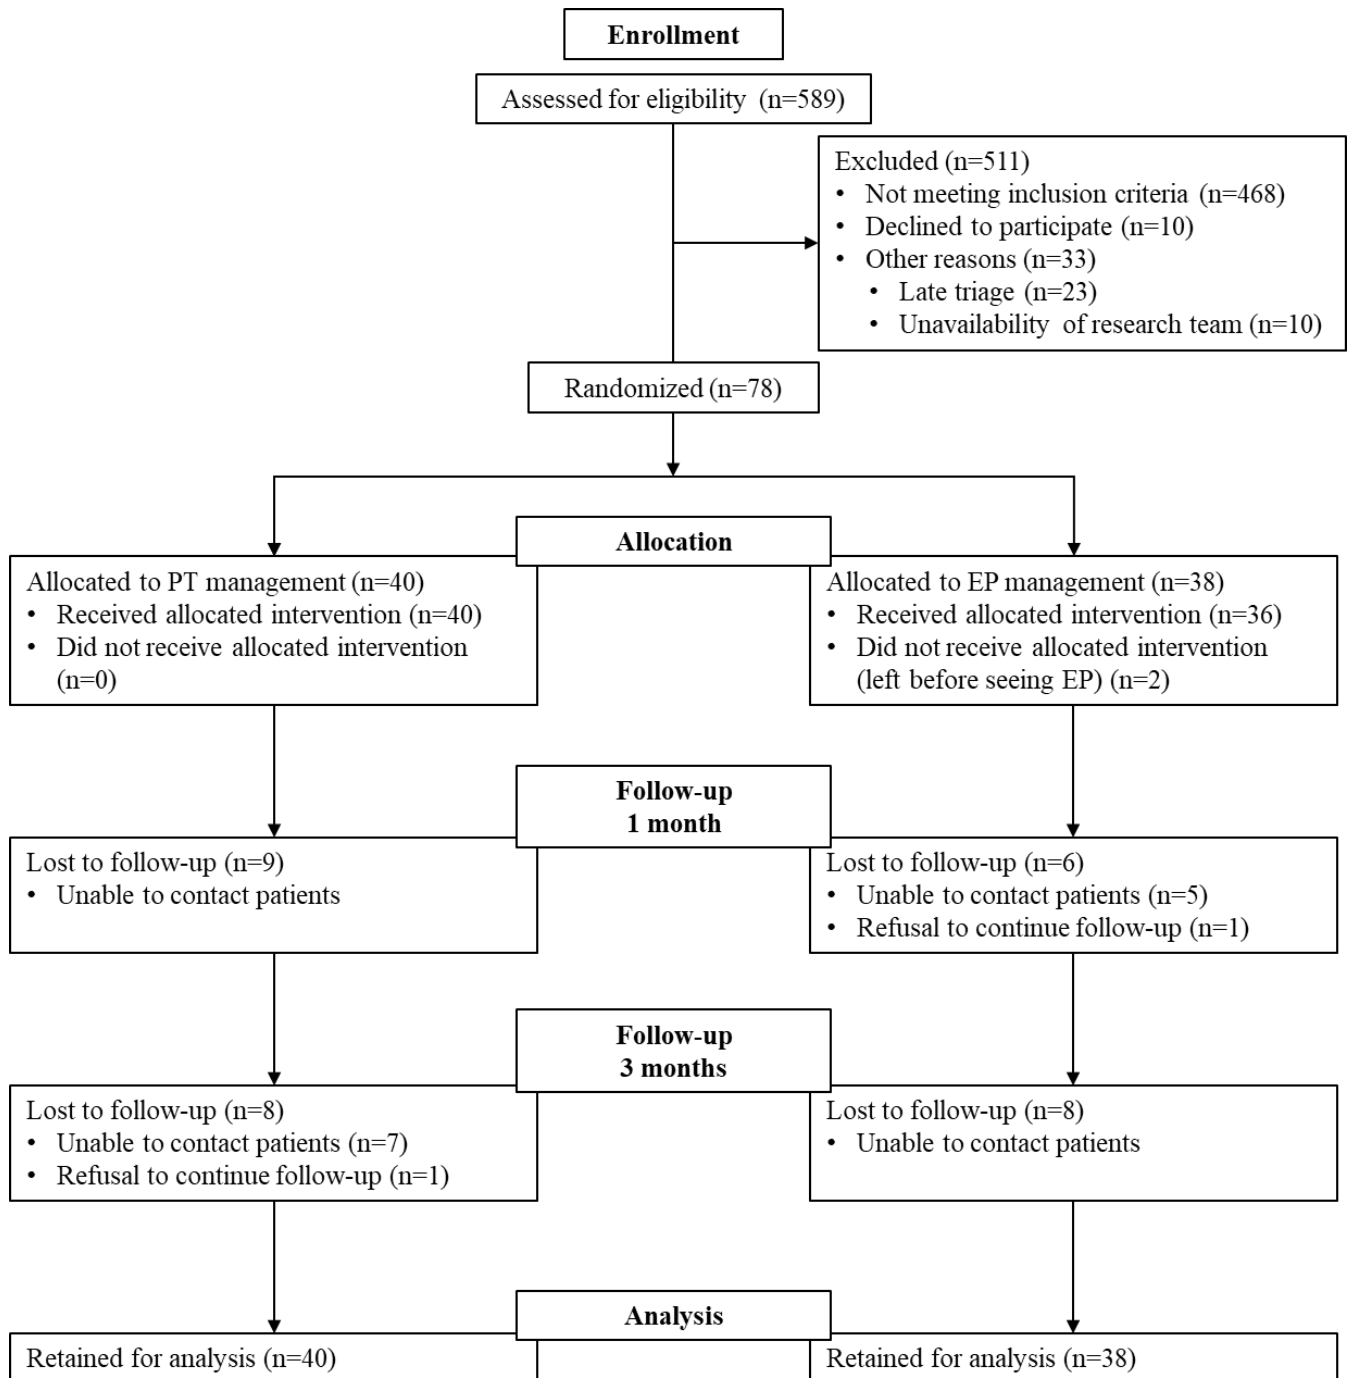 Enrollment
Assessed for eligibility (n=589)
Excluded (n=511)
• Not meeting inclusion criteria (n=468)
• Declined to participate (n=10)
• Other reasons (n=33)
• Late triage (n=23)
• Unavailability of research team (n=10)
Randomized (n=78)
Allocation
Allocated to PT management (n=40)
• Received allocated intervention (n=40)
• Did not receive allocated intervention
(n=0)
Allocated to EP management (n=38)
• Received allocated intervention (n=36)
• Did not receive allocated intervention
(left before seeing EP) (n=2)
Follow-up
1 month
Lost to follow-up (n=9)
• Unable to contact patients
Lost to follow-up (n=6)
• Unable to contact patients (n=5)
• Refusal to continue follow-up (n=1)
Follow-up
3 months
Lost to follow-up (n=8)
• Unable to contact patients (n=7)
• Refusal to continue follow-up (n=1)
Lost to follow-up (n=8)
• Unable to contact patients
Analysis
Retained for analysis (n=40)
Retained for analysis (n=38)